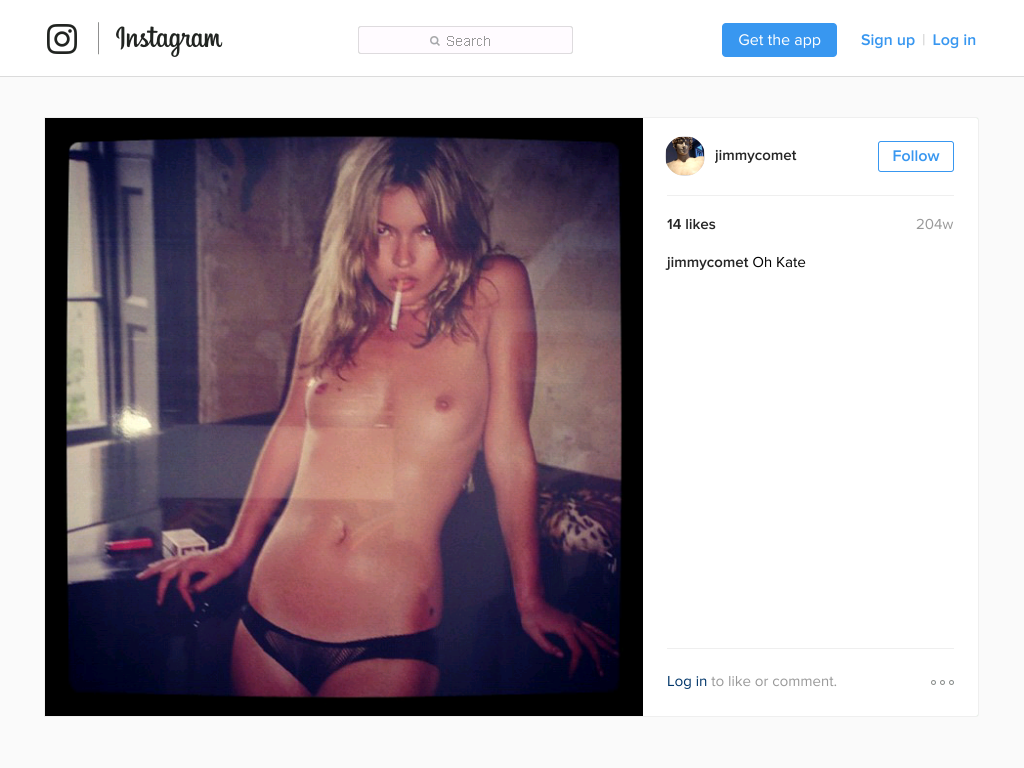 Instagram
Search
Get the app
Sign up | Log in
jimmycomet
Follow
14 likes
204w
jimmycomet Oh Kate
Log in to like or comment.